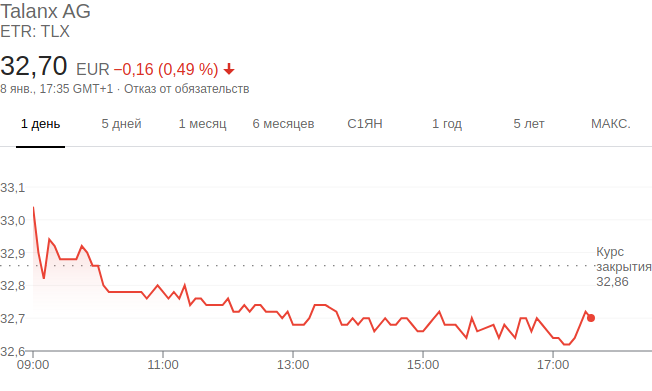 Talanx AG
ETR: TLX
32,70 EUR −0,16 (0,49 %)
8 янв., 17:35 GMT+1 · Отказ от обязательств
1 день 5 дней 1 месяц 6 месяцев С1ЯН 1 год 5 лет МАКС.
33,1
33,0
32,9
Курс
закрытия
32,86
32,8
32,7
32,6
09:00 11:00 13:00 15:00 17:00